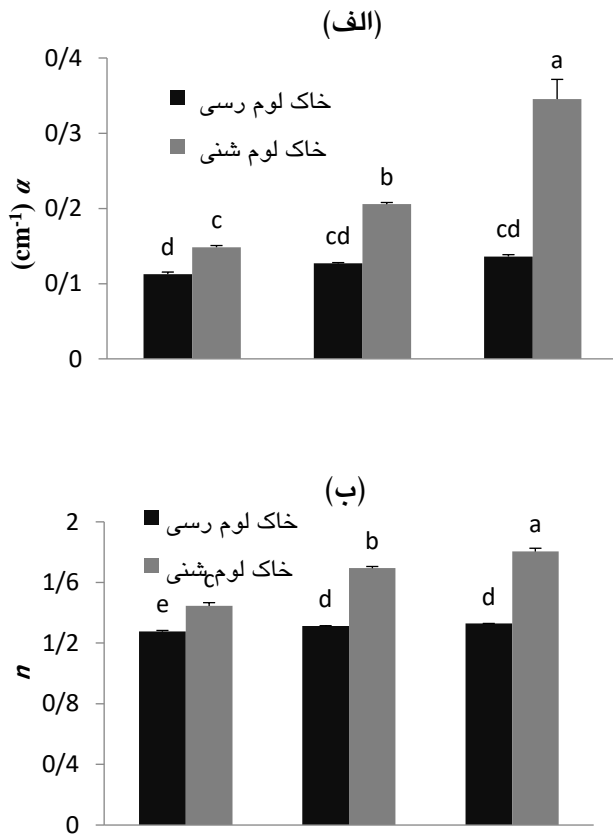 (الف)
0/4
0/3
0/2
0/1
0
α (cm-1)
خاک لوم رسی
خاک لوم شنی
d
c
cd
b
cd
a
(ب)
2
1/6
1/2
0/8
0/4
0
n
خاک لوم رسی
خاک لوم شنی
e
c
d
b
d
a